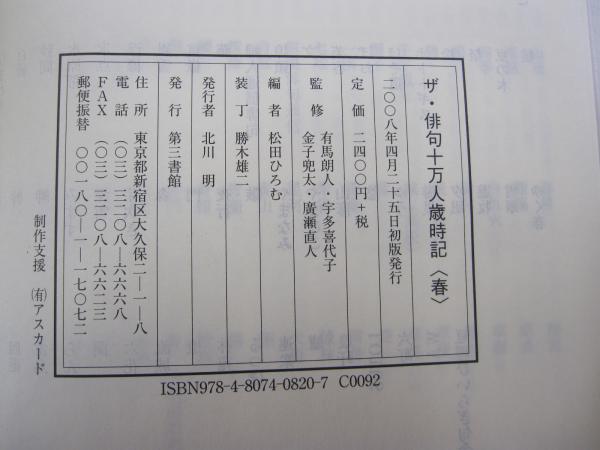 ザ・俳句十万人歳時記〈春〉
二〇〇八年四月二十五日初版発行
定価 二四〇〇円+税
監修 有馬朗人・宇多喜代子
金子兜太・廣瀬直人
編者 松田ひろむ
装丁 勝木雄二
発行者 北川 明
発行 第三書館
住所 東京都新宿区大久保二―一―八
電話 (〇三)三二〇八―六六六八
FAX (〇三)三二〇八―六六二三
郵便振替 〇〇一八〇―一―一七〇七二
制作支援 ㈲アスカード
ISBN978-4-8074-0820-7 C0092